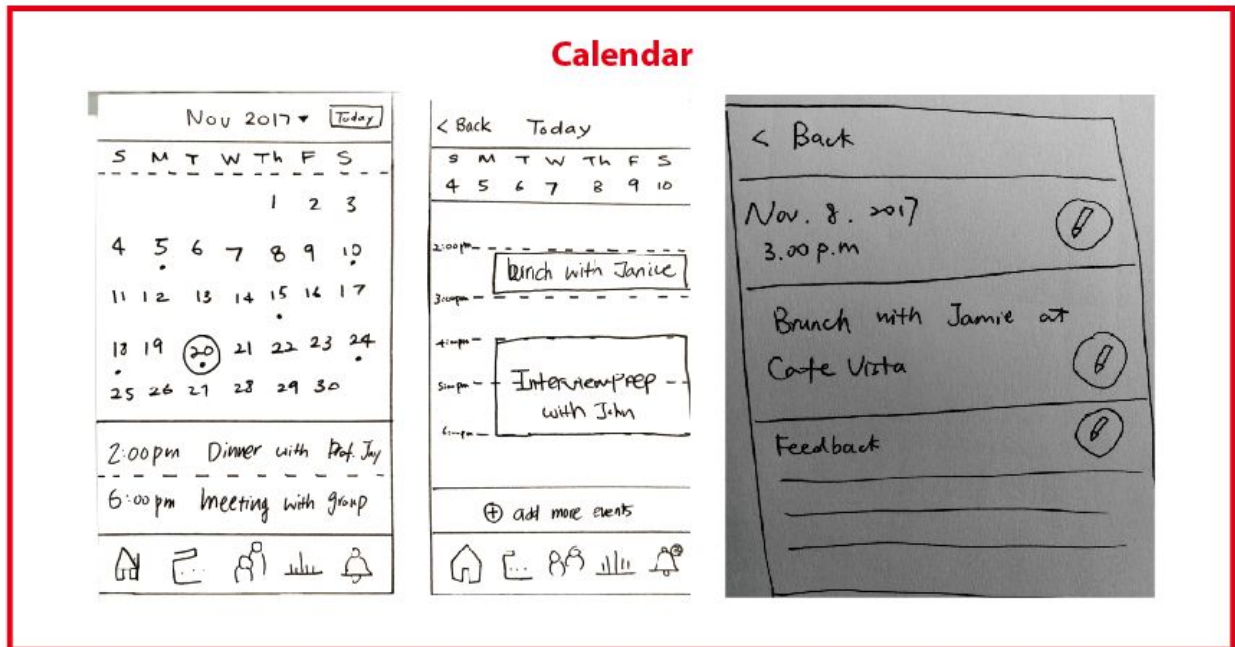 Calendar
Nov 2017 Today
S M T W Th F S
1 2 3
4 5 6 7 8 9 10
11 12 13 14 15 16 17
18 19 20 21 22 23 24
25 26 27 28 29 30
2:00pm Dinner with Prof. Jay
6:00pm meeting with group
< Back Today
S M T W Th F S
4 5 6 7 8 9 10
2:00pm
Lunch with Janice
3:00pm
4:00pm
5:00pm Interview Prep
with John
6:00pm
add more events
< Back
Nov. 8. 2017
3.00 p.m
Brunch with Jamie at
Cafe Vista
Feedback